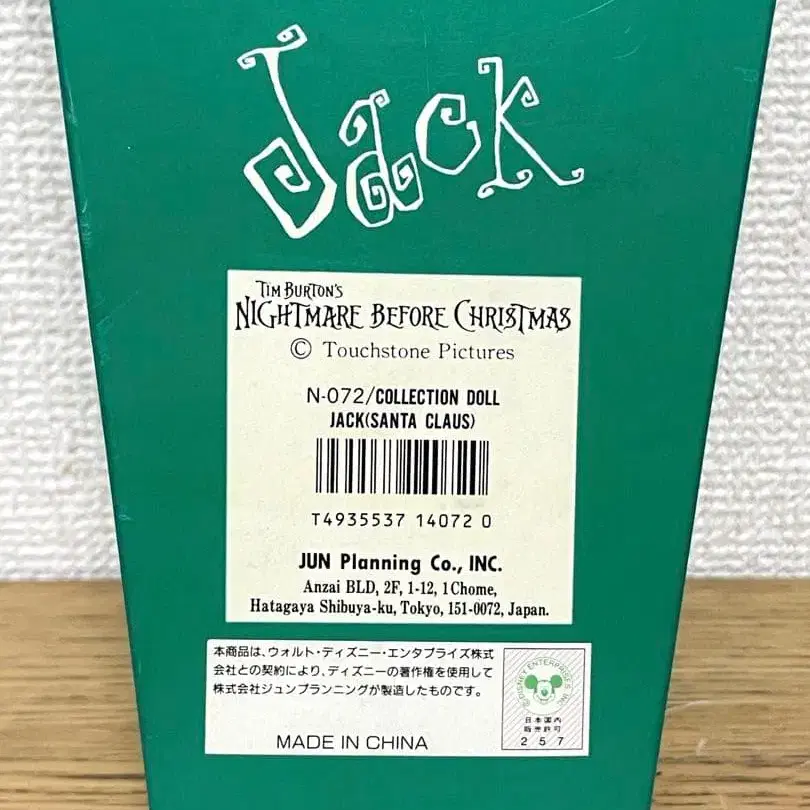 Jack
TIM BURTON'S
NIGHTMARE BEFORE CHRISTMAS
© Touchstone Pictures
N-072/COLLECTION DOLL
JACK(SANTA CLAUS)
T4935537 14072 0
JUN Planning Co., INC.
Anzai BLD, 2F, 1-12, 1Chome,
Hatagaya Shibuya-ku, Tokyo, 151-0072, Japan.
本商品は、ウォルト・ディズニー・エンタプライズ株式
会社との契約により、ディズニーの著作権を使用して
株式会社ジュンプランニングが製造したものです。
MADE IN CHINA
© DISNEY ENTERPRISES INC
日本国内
販売許可
257